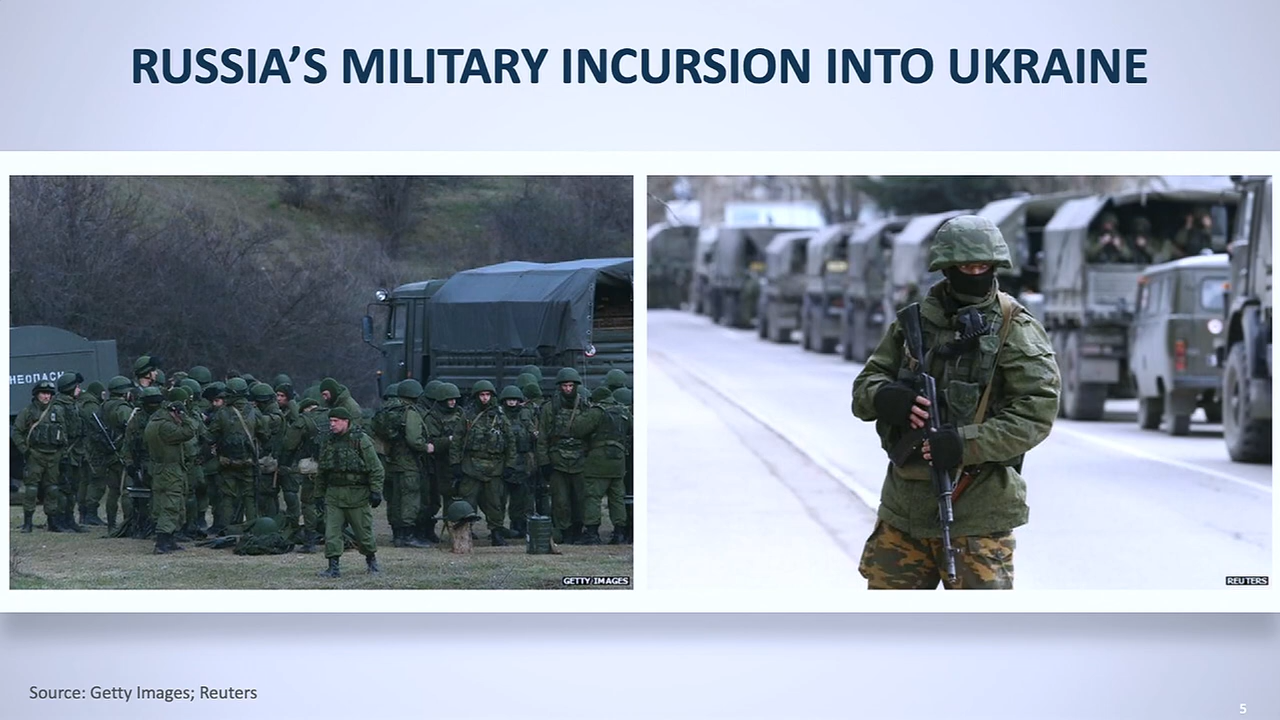 RUSSIA'S MILITARY INCURSION INTO UKRAINE
НЕОПАСН
GETTY IMAGES
REUTERS
Source: Getty Images; Reuters
5